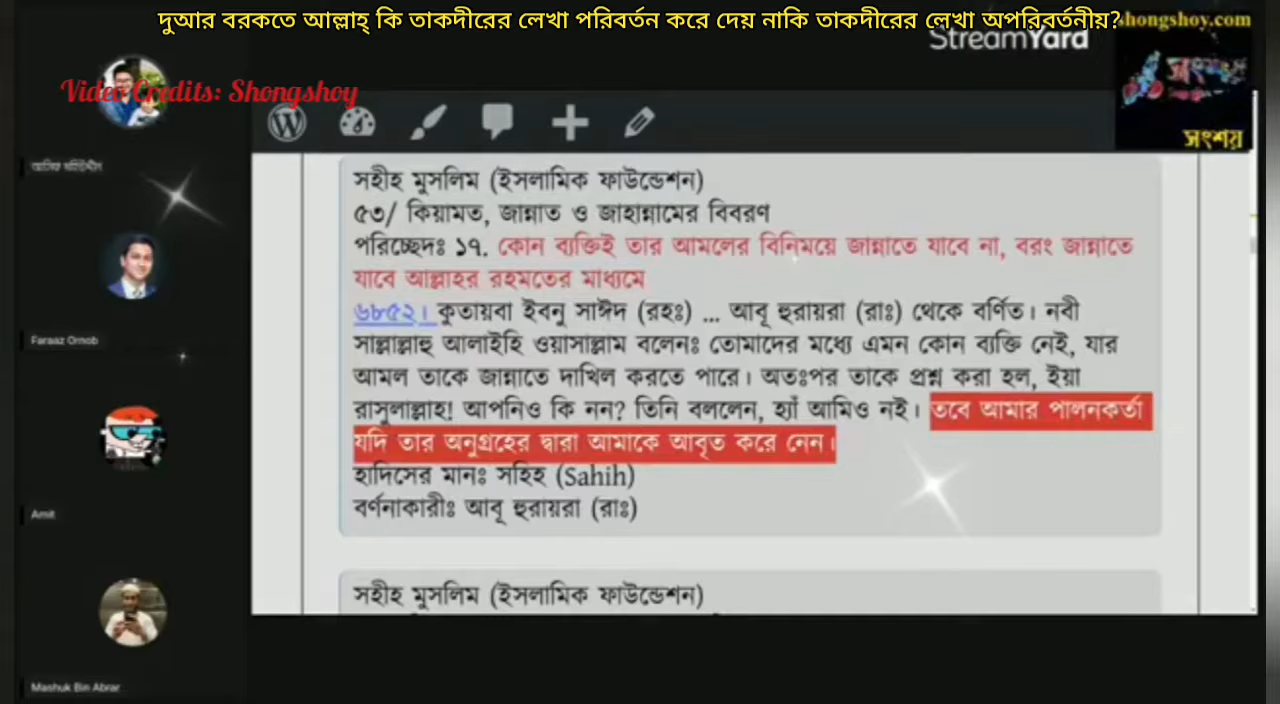 দুআর বরকতে আল্লাহ্ কি তাকদীরের লেখা পরিবর্তন করে দেয় নাকি তাকদীরের লেখা অপরিবর্তনীয়?
shongshoy.com
StreamYard
Video Credits: Shongshoy
সংশয়
সহীহ মুসলিম (ইসলামিক ফাউন্ডেশন)
৫৩/ কিয়ামত, জান্নাত ও জাহান্নামের বিবরণ
পরিচ্ছেদঃ ১৭. কোন ব্যক্তিই তার আমলের বিনিময়ে জান্নাতে যাবে না, বরং জান্নাতে
যাবে আল্লাহর রহমতের মাধ্যমে
৬৮৫২। কুতায়বা ইবনু সাঈদ (রহঃ) ... আবূ হুরায়রা (রাঃ) থেকে বর্ণিত। নবী
সাল্লাল্লাহু আলাইহি ওয়াসাল্লাম বলেনঃ তোমাদের মধ্যে এমন কোন ব্যক্তি নেই, যার
আমল তাকে জান্নাতে দাখিল করতে পারে। অতঃপর তাকে প্রশ্ন করা হল, ইয়া
রাসুলাল্লাহ! আপনিও কি নন? তিনি বললেন, হ্যাঁ আমিও নই। তবে আমার পালনকর্তা
যদি তার অনুগ্রহের দ্বারা আমাকে আবৃত করে নেন।
হাদিসের মানঃ সহিহ (Sahih)
বর্ণনাকারীঃ আবূ হুরায়রা (রাঃ)
সহীহ মুসলিম (ইসলামিক ফাউন্ডেশন)
Faraaz Ornob
Amit
Mashuk Bin Abrar